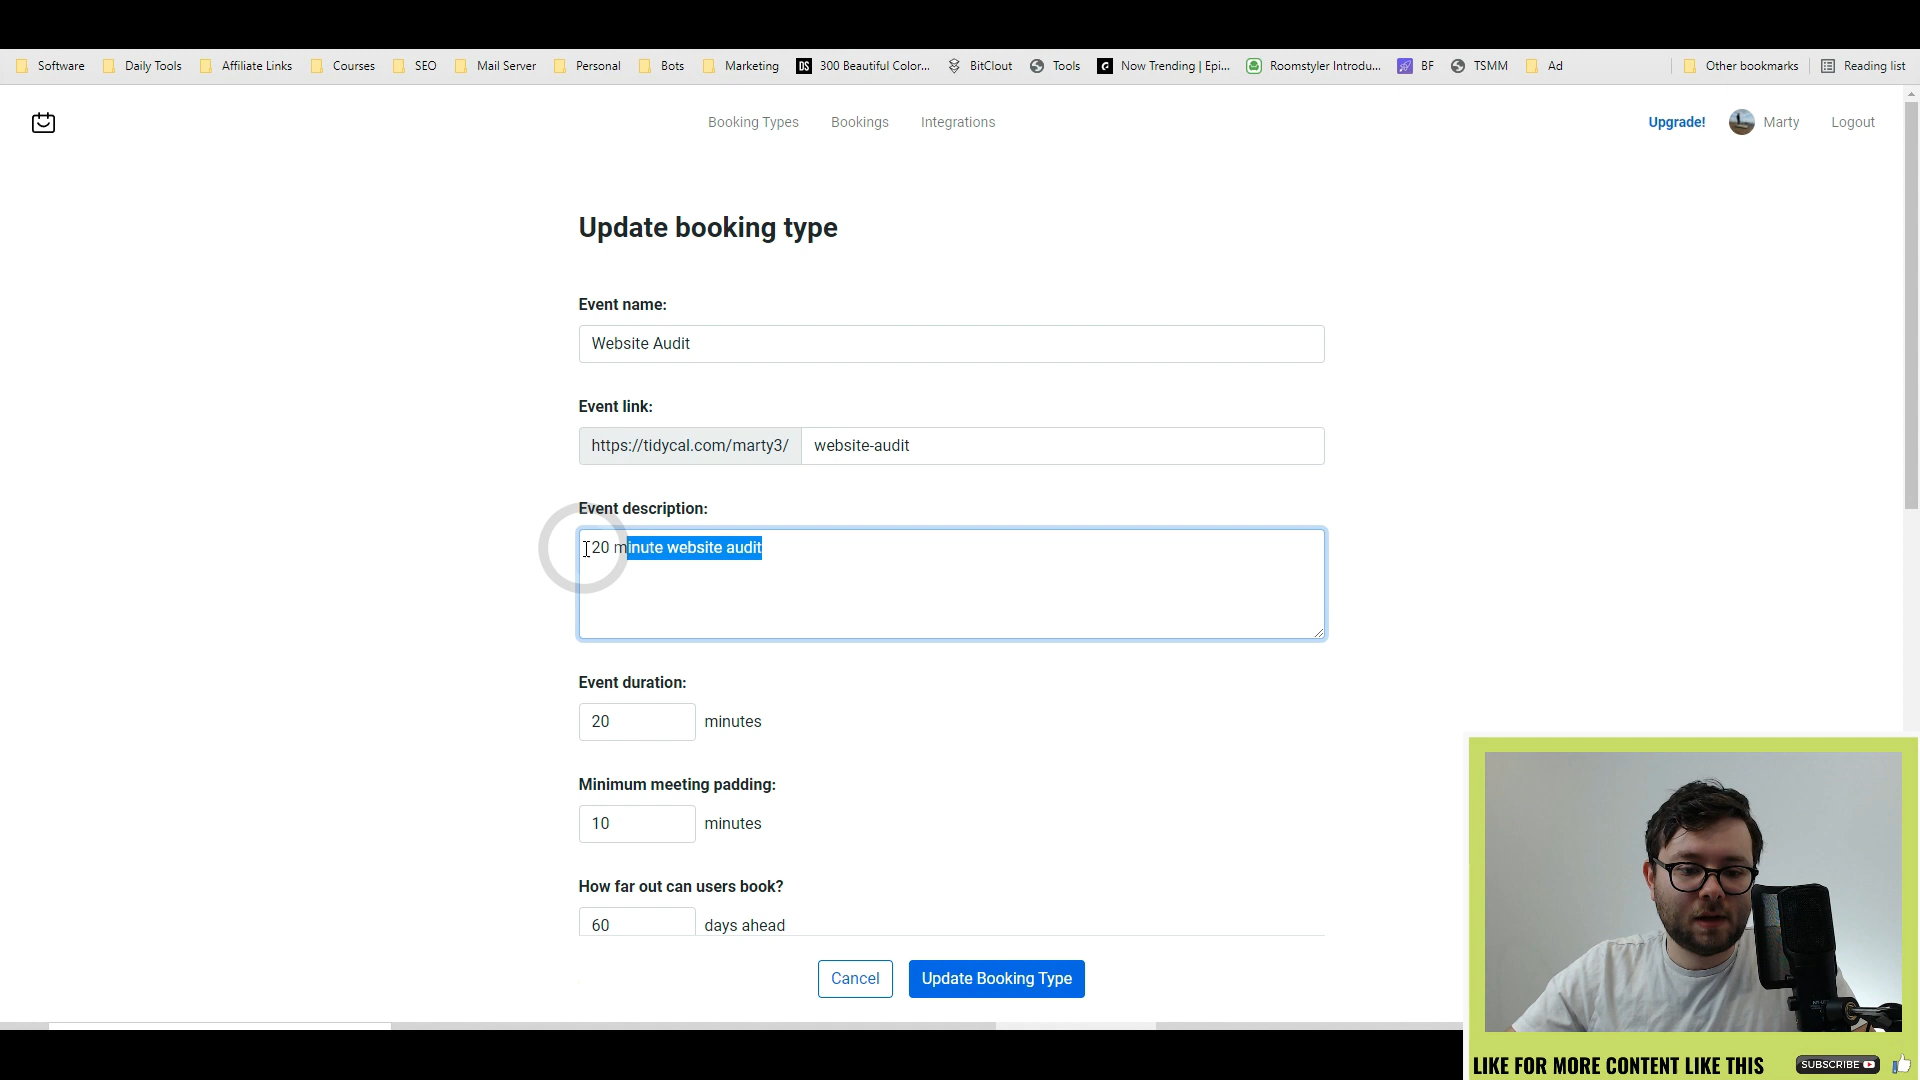 Software Daily Tools Affiliate Links Courses SEO Mail Server Personal Bots Marketing DS 300 Beautiful Color... BitClout Tools Now Trending | Epi... Roomstyler Introdu... BF TSMM Ad Other bookmarks Reading list
Booking Types Bookings Integrations Upgrade! Marty Logout
Update booking type
Event name:
Website Audit
Event link:
https://tidycal.com/marty3/ website-audit
Event description:
20 minute website audit
Event duration:
20 minutes
Minimum meeting padding:
10 minutes
How far out can users book?
60 days ahead
Cancel Update Booking Type
LIKE FOR MORE CONTENT LIKE THIS SUBSCRIBE